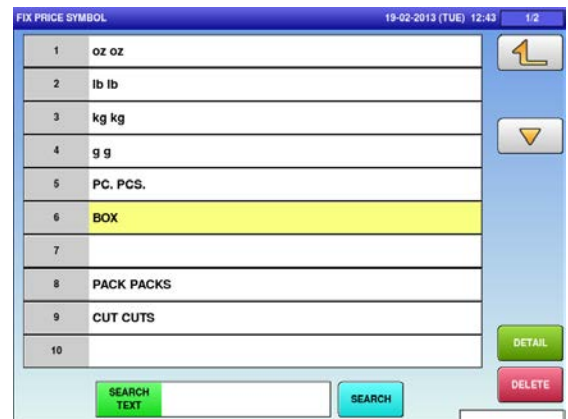 FIX PRICE SYMBOL 19-02-2013 (TUE) 12:43 1/2
1 oz oz
2 lb lb
3 kg kg
4 g g
5 PC. PCS.
6 BOX
7
8 PACK PACKS
9 CUT CUTS
10
DETAIL
DELETE
SEARCH
TEXT
SEARCH